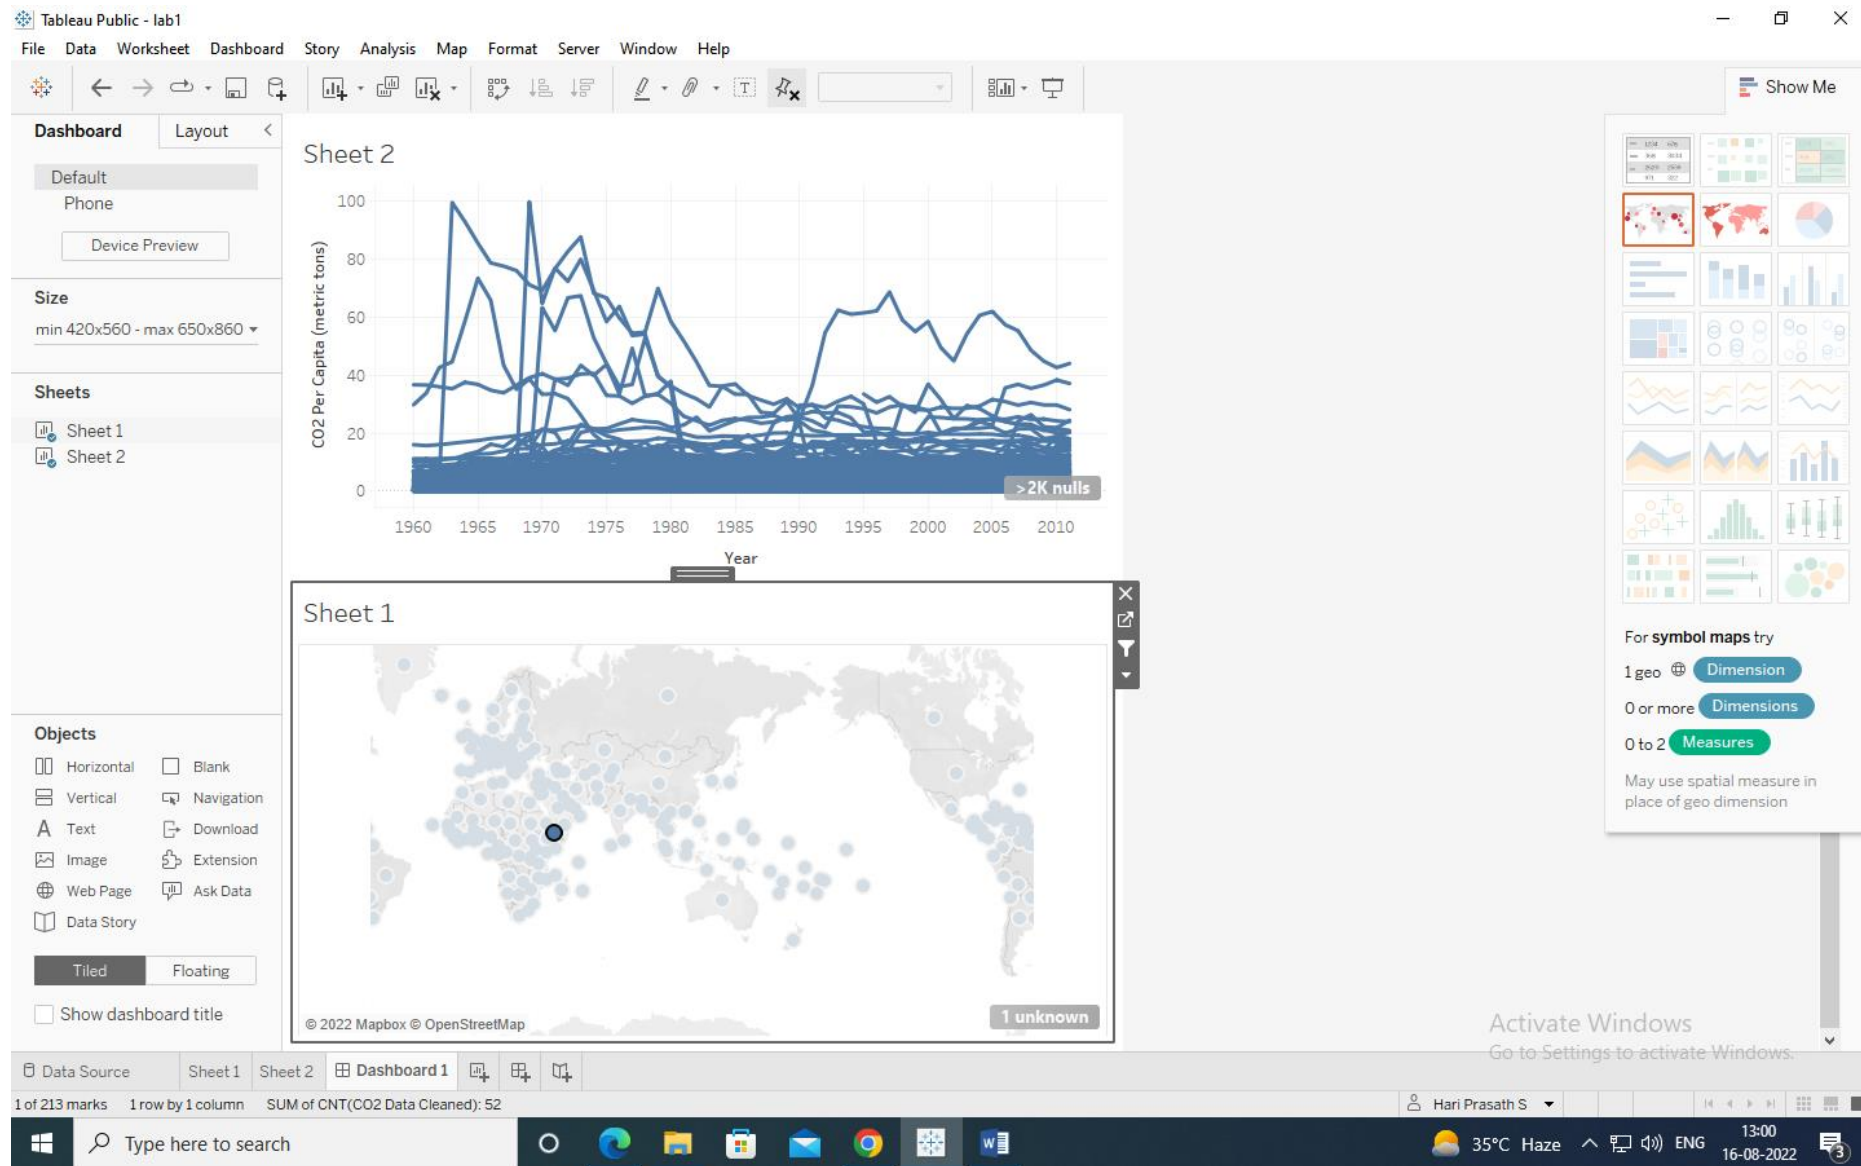 Tableau Public - lab1
File Data Worksheet Dashboard Story Analysis Map Format Server Window Help
Show Me
Dashboard Layout
Default
Phone
Device Preview
Size
min 420x560 - max 650x860
Sheets
Sheet 1
Sheet 2
Objects
Horizontal Blank
Vertical Navigation
Text Download
Image Extension
Web Page Ask Data
Data Story
Tiled Floating
Show dashboard title
Sheet 2
CO2 Per Capita (metric tons)
100
80
60
40
20
0
>2K nulls
1960 1965 1970 1975 1980 1985 1990 1995 2000 2005 2010
Year
Sheet 1
© 2022 Mapbox © OpenStreetMap
1 unknown
For symbol maps try
1 geo Dimension
0 or more Dimensions
0 to 2 Measures
May use spatial measure in
place of geo dimension
Activate Windows
Go to Settings to activate Windows.
Data Source Sheet 1 Sheet 2 Dashboard 1
1 of 213 marks 1 row by 1 column SUM of CNT(CO2 Data Cleaned): 52
Hari Prasath S
Type here to search
35°C Haze ENG
13:00
16-08-2022
3